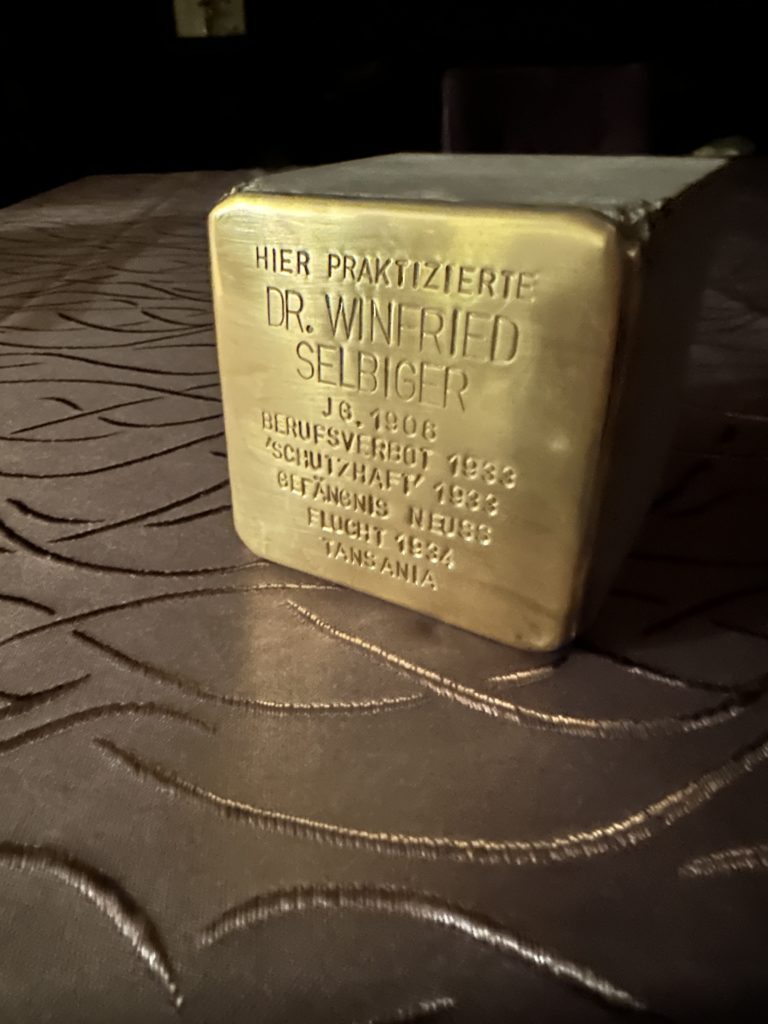 HIER PRAKTIZIERTE
DR. WINFRIED
SELBIGER
JG. 1906
BERUFSVERBOT 1933
'SCHUTZHAFT' 1933
GEFÄNGNIS NEUSS
FLUCHT 1934
TANSANIA